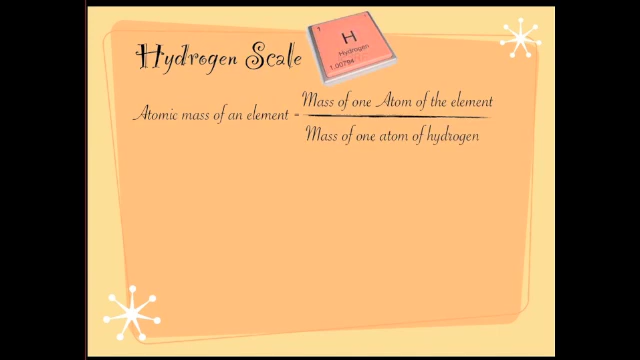 Hydrogen Scale
1
H
Hydrogen
1.00794
Atomic mass of an element = Mass of one Atom of the element
Mass of one atom of hydrogen